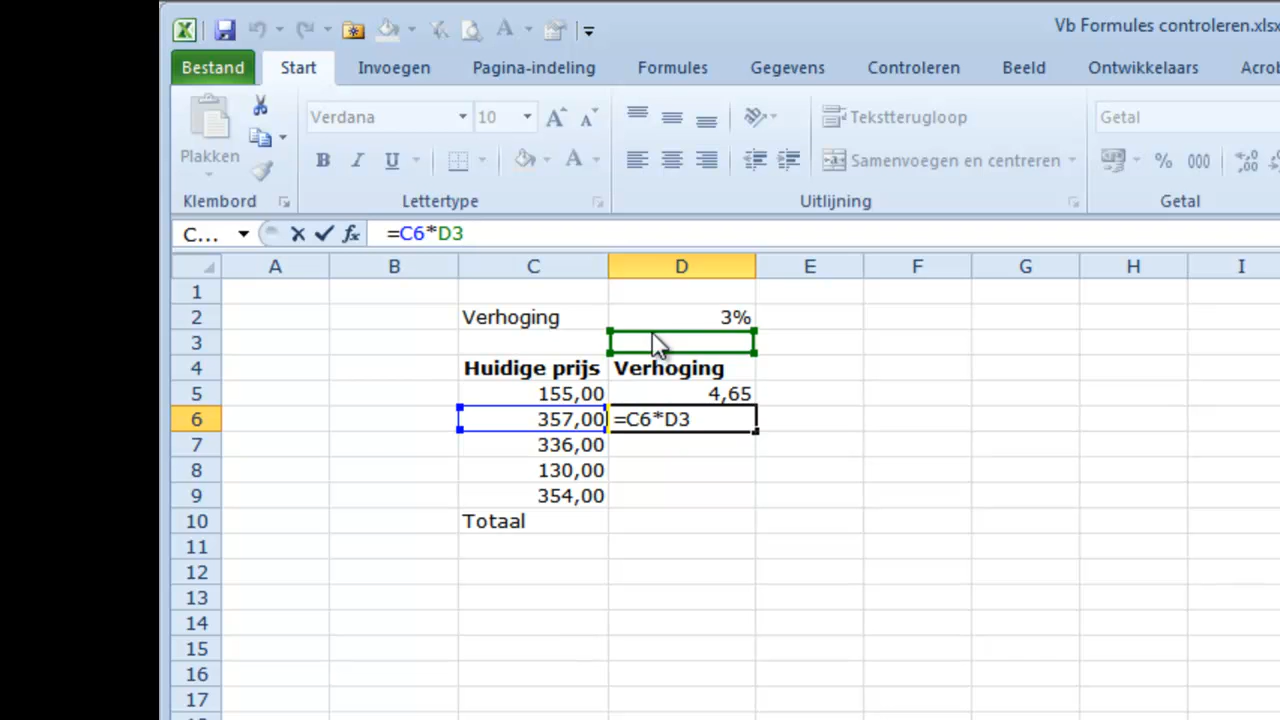 Vb Formules controleren.xlsx
Bestand Start Invoegen Pagina-indeling Formules Gegevens Controleren Beeld Ontwikkelaars Acrob
Verdana 10 Tekstterugloop Getal
Plakken B I U A Samenvoegen en centreren % 000
Klembord Lettertype Uitlijning Getal
C... fx =C6*D3
A B C D E F G H I
1
2 Verhoging 3%
3
4 Huidige prijs Verhoging
5 155,00 4,65
6 357,00 =C6*D3
7 336,00
8 130,00
9 354,00
10 Totaal
11
12
13
14
15
16
17